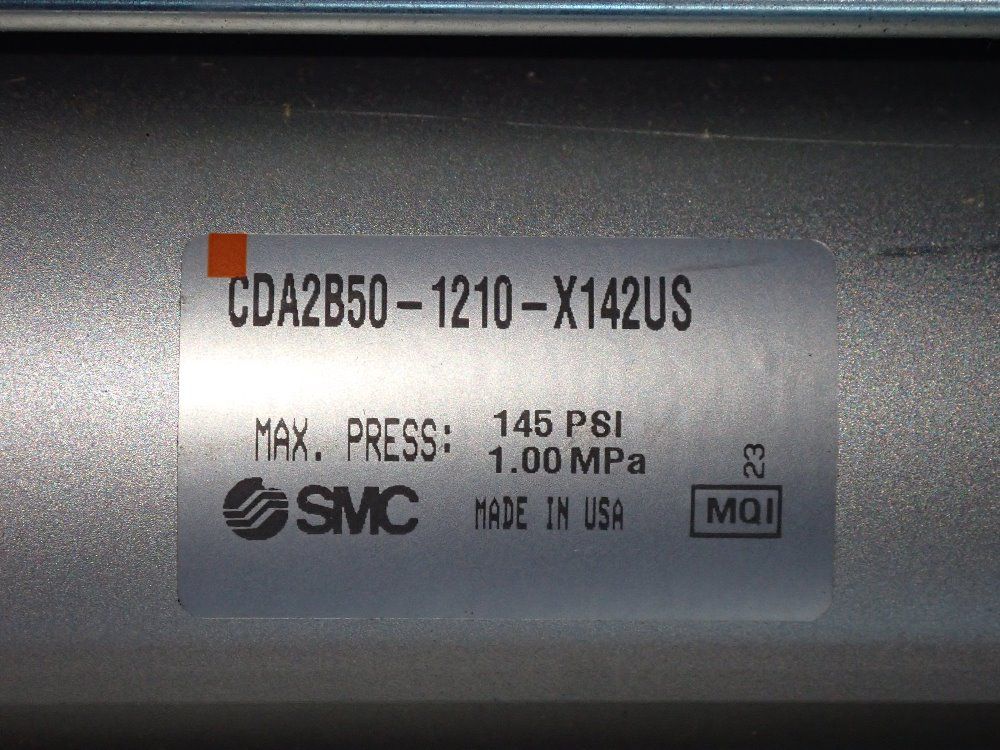 CDA2B50-1210-X142US
MAX. PRESS: 145 PSI
1.00 MPa
23
SMC MADE IN USA MQI